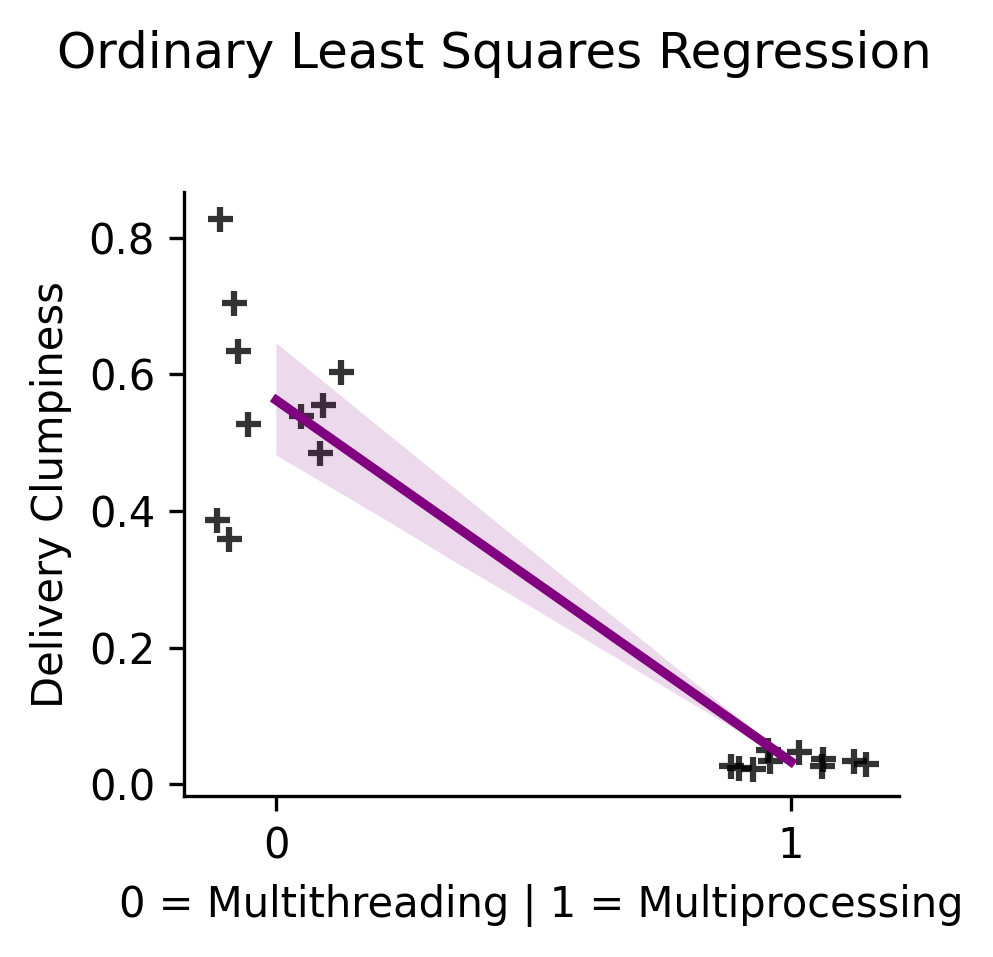 Ordinary Least Squares Regression
Delivery Clumpiness
0.8
0.6
0.4
0.2
0.0
0
1
0 = Multithreading | 1 = Multiprocessing